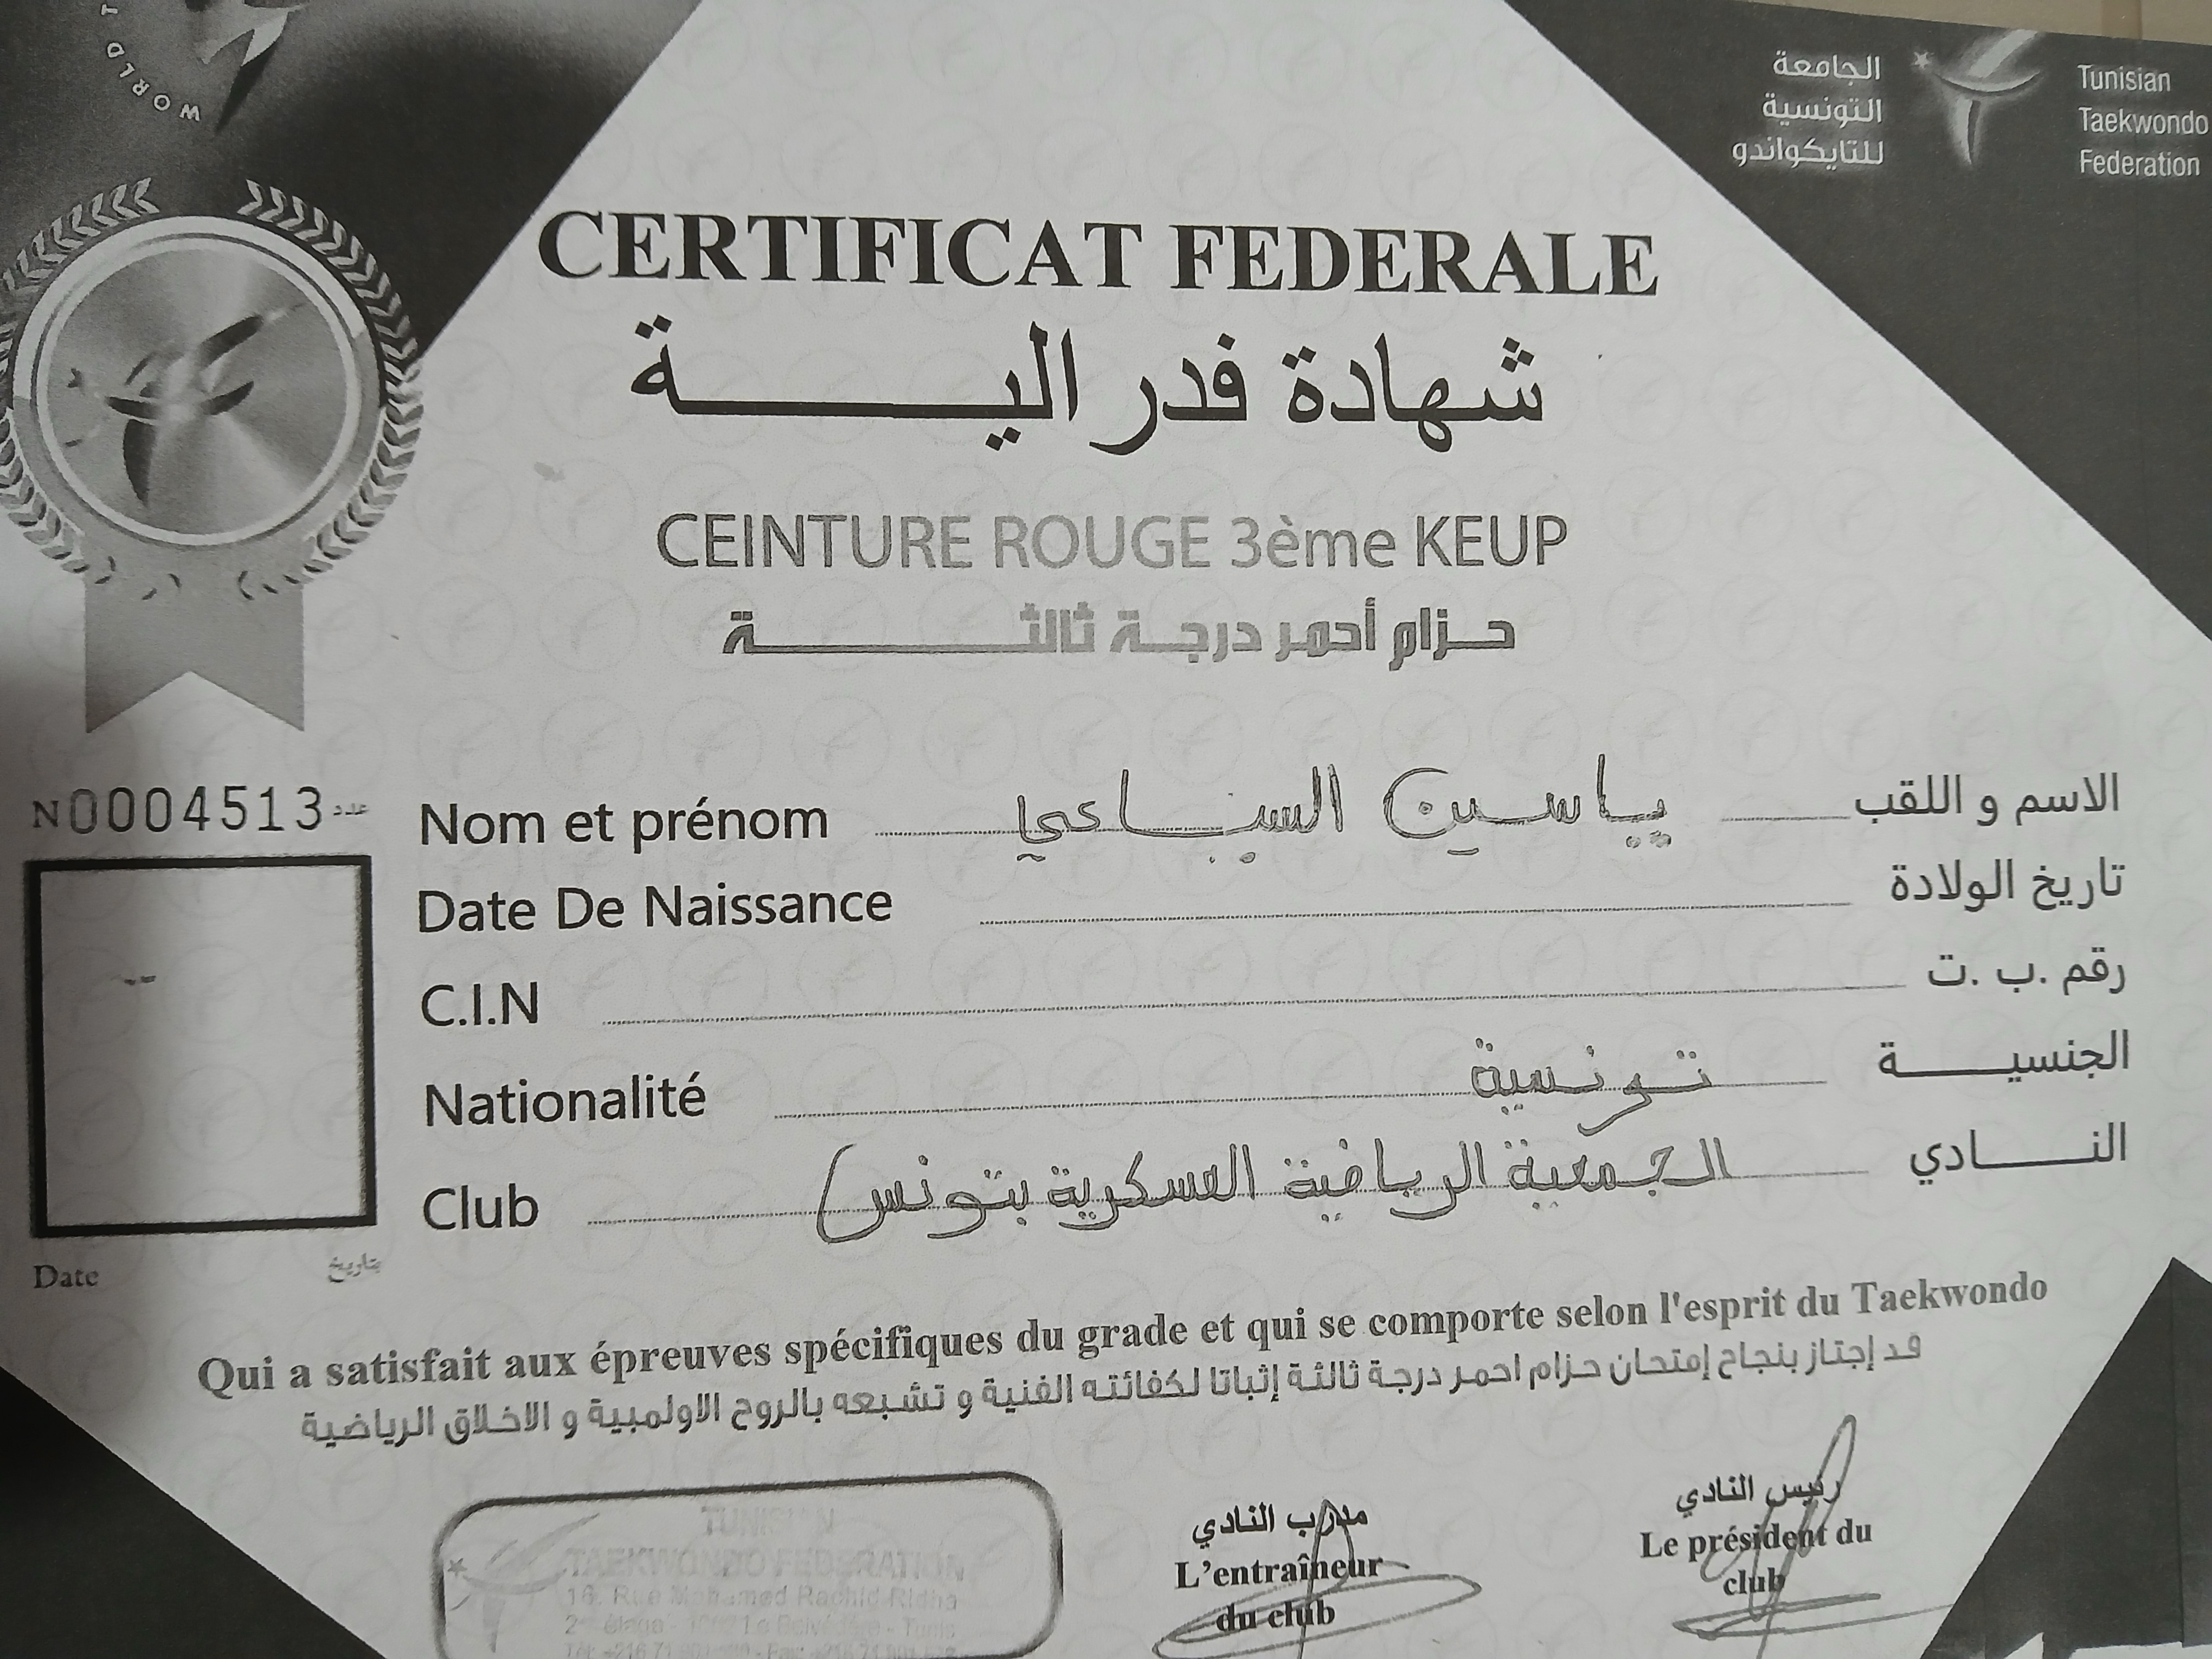 WORLD T
الجامعة
التونسية
للتايكواندو
Tunisian
Taekwondo
Federation
CERTIFICAT FEDERALE
شهادة فدرالية
CEINTURE ROUGE 3ème KEUP
حزام أحمر درجة ثالثة
N0004513 عدد
Nom et prénom ياسين السباعي الاسم و اللقب
Date De Naissance تاريخ الولادة
C.I.N رقم .ب .ت
Nationalité تونسية الجنسية
Club الجمعية الرياضية العسكرية بتونس النادي
Date بتاريخ
Qui a satisfait aux épreuves spécifiques du grade et qui se comporte selon l'esprit du Taekwondo
قد إجتاز بنجاح إمتحان حزام احمر درجة ثالثة إثباتا لكفائته الفنية و تشبعه بالروح الاولمبية و الاخلاق الرياضية
TUNISIAN
TAEKWONDO FEDERATION
16, Rue Mohamed Rachid Ridha
Tunis
مدرب النادي
L'entraîneur
du club
رئيس النادي
Le président du
club